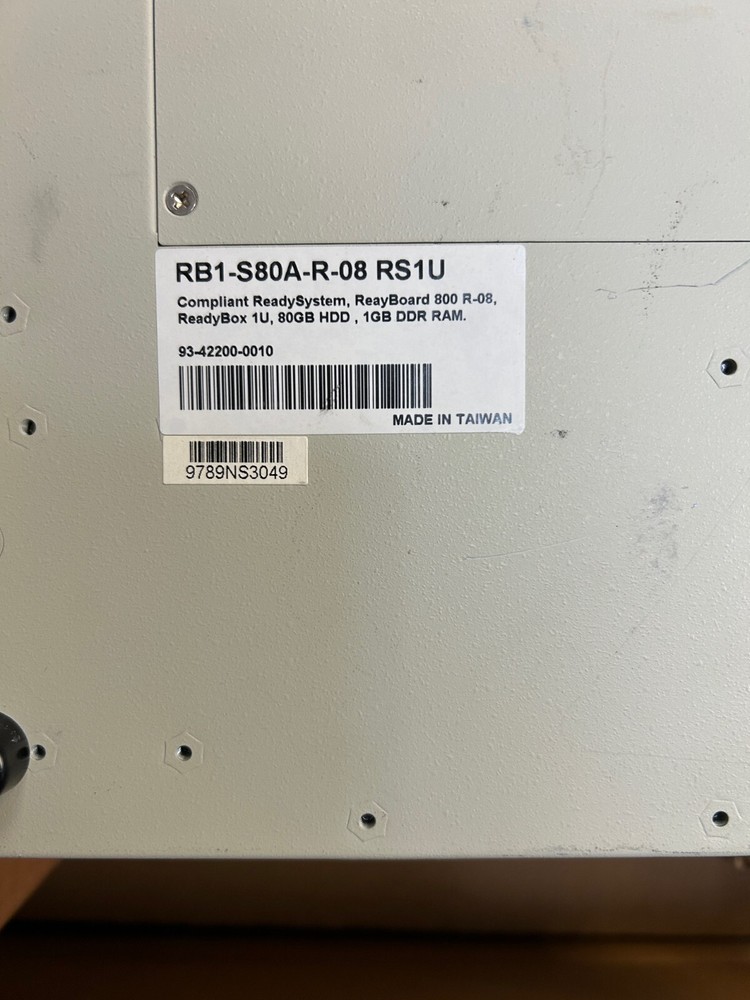 RB1-S80A-R-08 RS1U
Compliant ReadySystem, ReayBoard 800 R-08,
ReadyBox 1U, 80GB HDD , 1GB DDR RAM.
93-42200-0010
MADE IN TAIWAN
9789NS3049